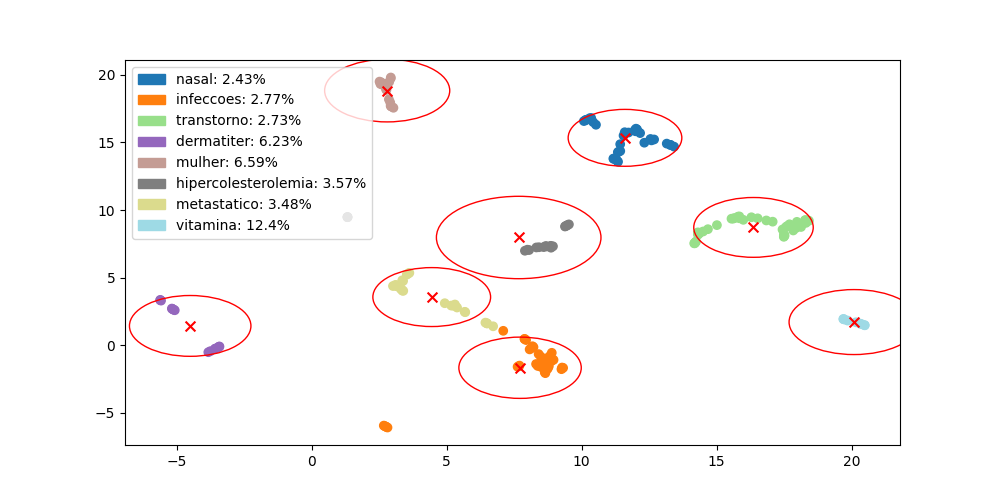 nasal: 2.43%
infeccoes: 2.77%
transtorno: 2.73%
dermatiter: 6.23%
mulher: 6.59%
hipercolesterolemia: 3.57%
metastatico: 3.48%
vitamina: 12.4%
20
15
10
5
0
−5
−5 0 5 10 15 20